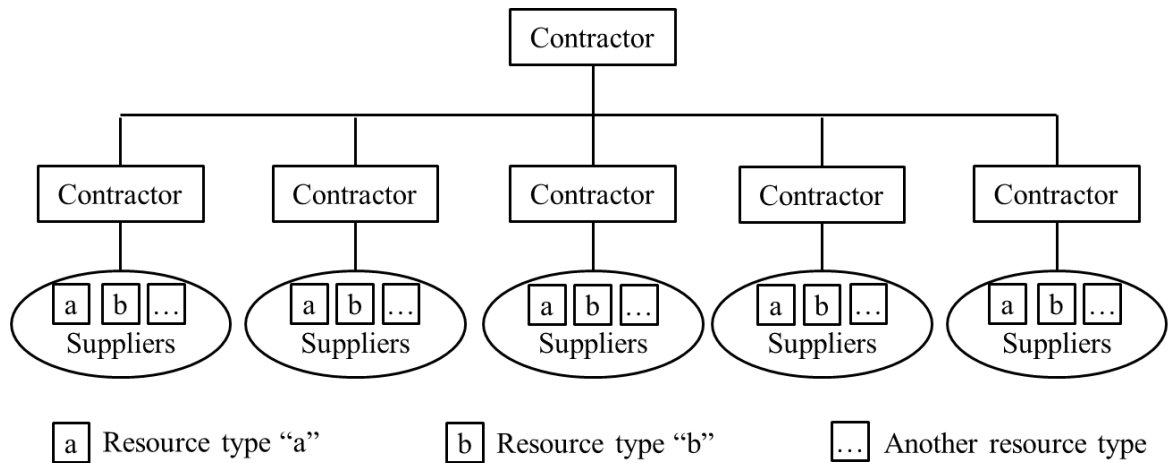 Contractor
Contractor Contractor Contractor Contractor Contractor
a b ... a b ... a b ... a b ... a b ...
Suppliers Suppliers Suppliers Suppliers Suppliers
a Resource type “a” b Resource type “b” ... Another resource type